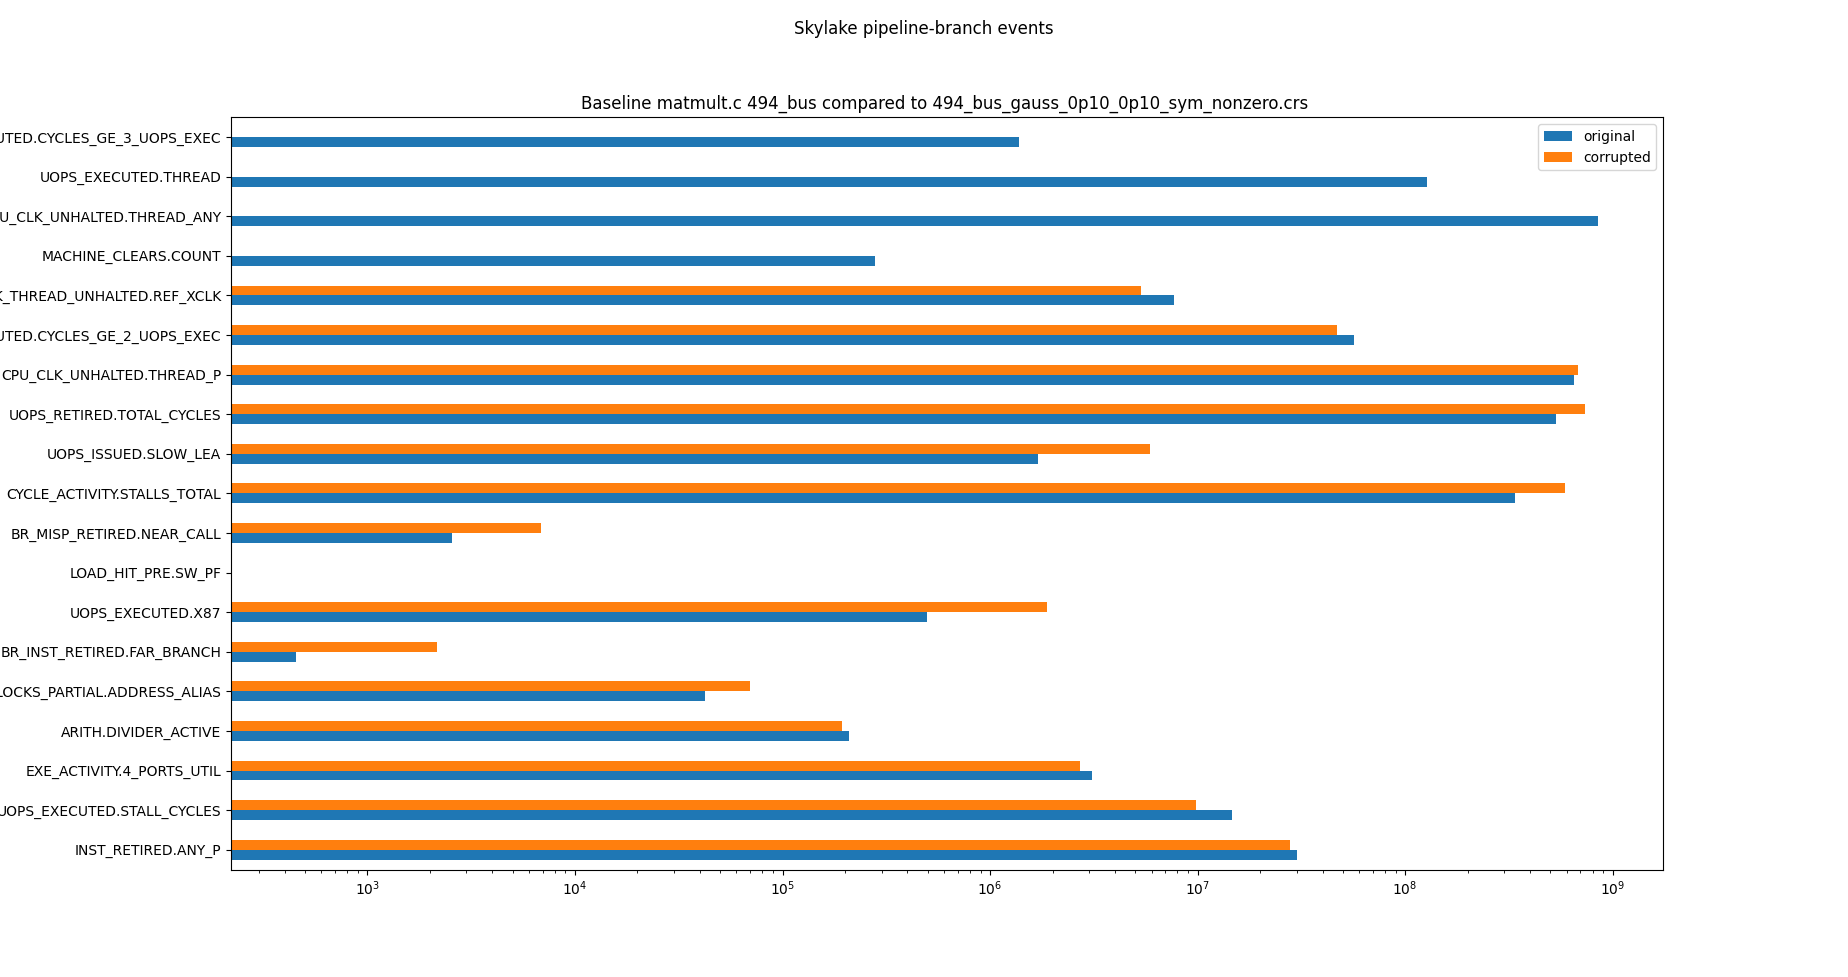 Skylake pipeline-branch events
Baseline matmult.c 494_bus compared to 494_bus_gauss_0p10_0p10_sym_nonzero.crs
original
corrupted
UTED.CYCLES_GE_3_UOPS_EXEC
UOPS_EXECUTED.THREAD
U_CLK_UNHALTED.THREAD_ANY
MACHINE_CLEARS.COUNT
K_THREAD_UNHALTED.REF_XCLK
UTED.CYCLES_GE_2_UOPS_EXEC
CPU_CLK_UNHALTED.THREAD_P
UOPS_RETIRED.TOTAL_CYCLES
UOPS_ISSUED.SLOW_LEA
CYCLE_ACTIVITY.STALLS_TOTAL
BR_MISP_RETIRED.NEAR_CALL
LOAD_HIT_PRE.SW_PF
UOPS_EXECUTED.X87
BR_INST_RETIRED.FAR_BRANCH
LOCKS_PARTIAL.ADDRESS_ALIAS
ARITH.DIVIDER_ACTIVE
EXE_ACTIVITY.4_PORTS_UTIL
UOPS_EXECUTED.STALL_CYCLES
INST_RETIRED.ANY_P
10³ 10⁴ 10⁵ 10⁶ 10⁷ 10⁸ 10⁹